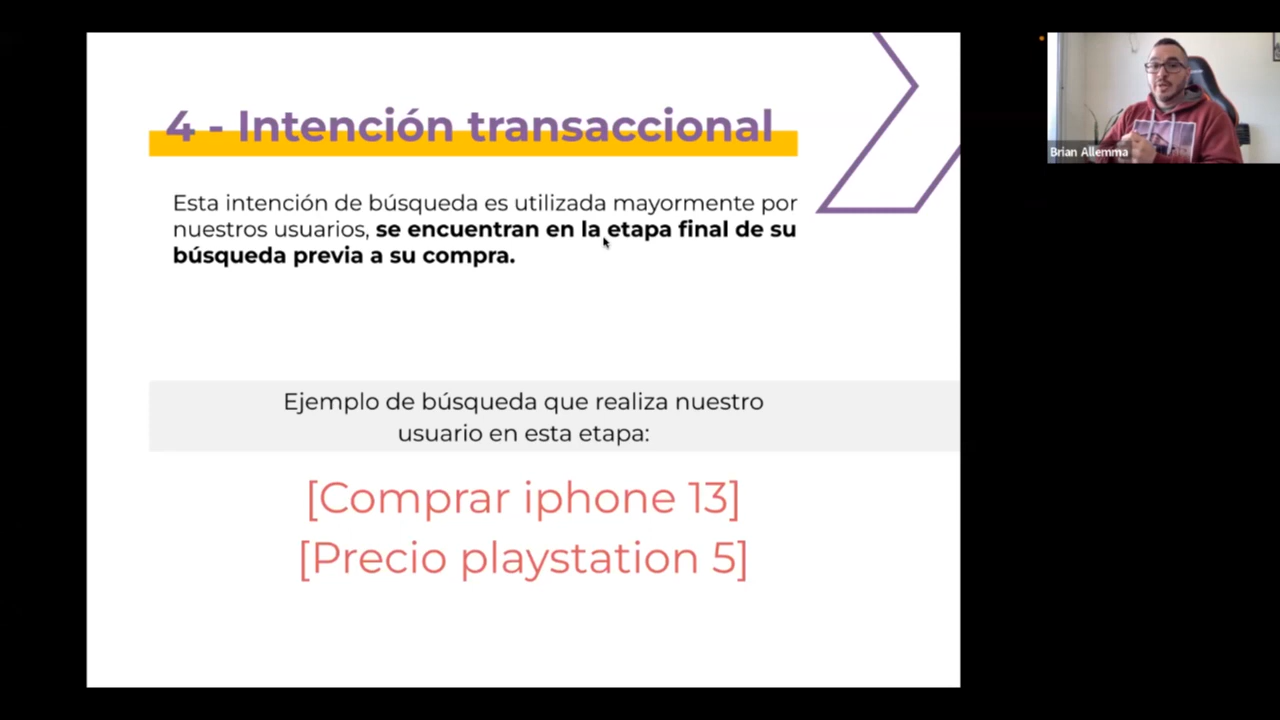 4 - Intención transaccional
Esta intención de búsqueda es utilizada mayormente por
nuestros usuarios, se encuentran en la etapa final de su
búsqueda previa a su compra.
Ejemplo de búsqueda que realiza nuestro
usuario en esta etapa:
[Comprar iphone 13]
[Precio playstation 5]
Brian Allemma